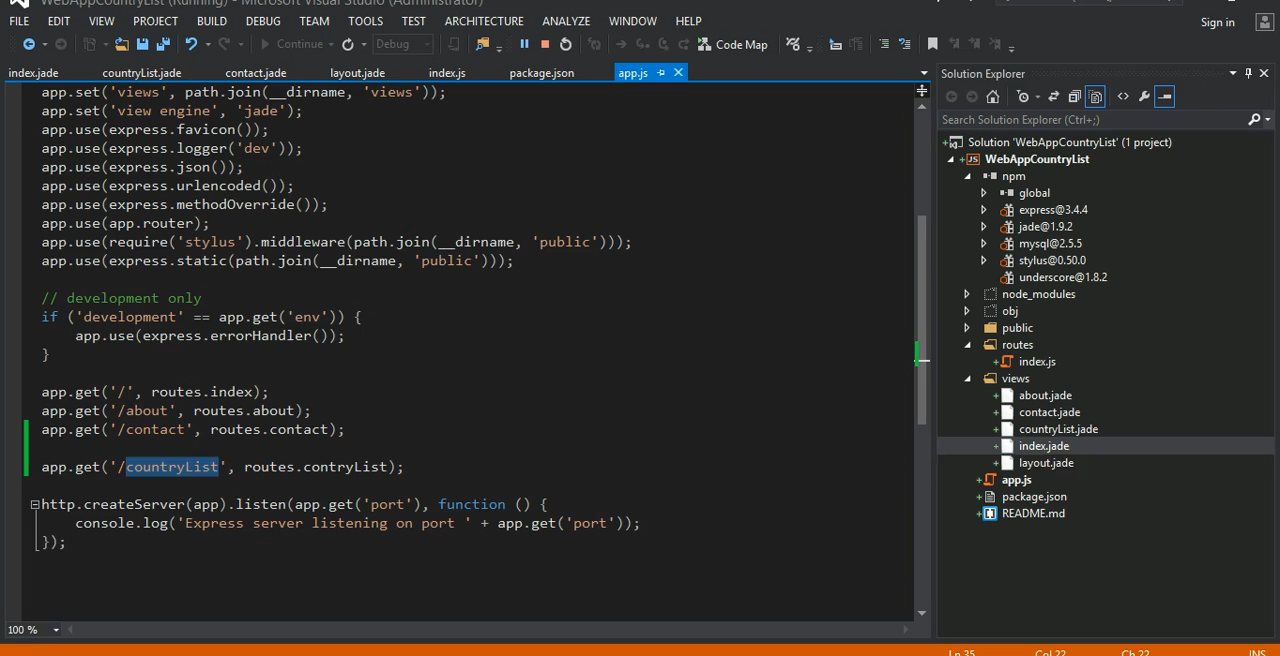 WebAppCountryList (Running) - Microsoft Visual Studio (Administrator)
FILE EDIT VIEW PROJECT BUILD DEBUG TEAM TOOLS TEST ARCHITECTURE ANALYZE WINDOW HELP Sign in
Continue Debug Code Map
index.jade countryList.jade contact.jade layout.jade index.js package.json app.js
app.set('views', path.join(__dirname, 'views'));
app.set('view engine', 'jade');
app.use(express.favicon());
app.use(express.logger('dev'));
app.use(express.json());
app.use(express.urlencoded());
app.use(express.methodOverride());
app.use(app.router);
app.use(require('stylus').middleware(path.join(__dirname, 'public')));
app.use(express.static(path.join(__dirname, 'public')));
// development only
if ('development' == app.get('env')) {
app.use(express.errorHandler());
}
app.get('/', routes.index);
app.get('/about', routes.about);
app.get('/contact', routes.contact);
app.get('/countryList', routes.contryList);
http.createServer(app).listen(app.get('port'), function () {
console.log('Express server listening on port ' + app.get('port'));
});
100 %
Solution Explorer
Search Solution Explorer (Ctrl+;)
Solution 'WebAppCountryList' (1 project)
JS WebAppCountryList
npm
global
express@3.4.4
jade@1.9.2
mysql@2.5.5
stylus@0.50.0
underscore@1.8.2
node_modules
obj
public
routes
index.js
views
about.jade
contact.jade
countryList.jade
index.jade
layout.jade
app.js
package.json
README.md
Ln 35 Col 22 Ch 22 INS